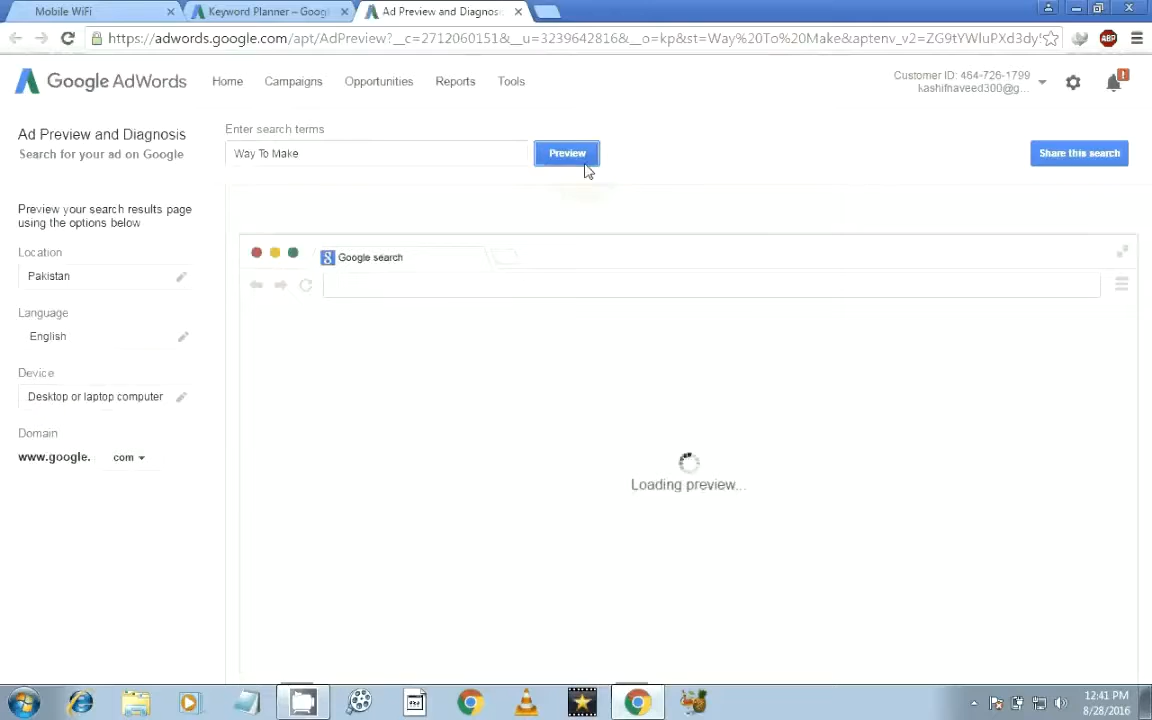 Mobile WiFi
Keyword Planner – Googl
Ad Preview and Diagnosi
https://adwords.google.com/apt/AdPreview?__c=2712060151&__u=3239642816&__o=kp&st=Way%20To%20Make&aptenv_v2=ZG9tYWluPXd3dy
ABP
Google AdWords
Home
Campaigns
Opportunities
Reports
Tools
Customer ID: 464-726-1799
kashifnaveed300@g...
Ad Preview and Diagnosis
Search for your ad on Google
Enter search terms
Way To Make
Preview
Share this search
Preview your search results page
using the options below
Location
Pakistan
Language
English
Device
Desktop or laptop computer
Domain
www.google.
com
Google search
Loading preview...
12:41 PM
8/28/2016